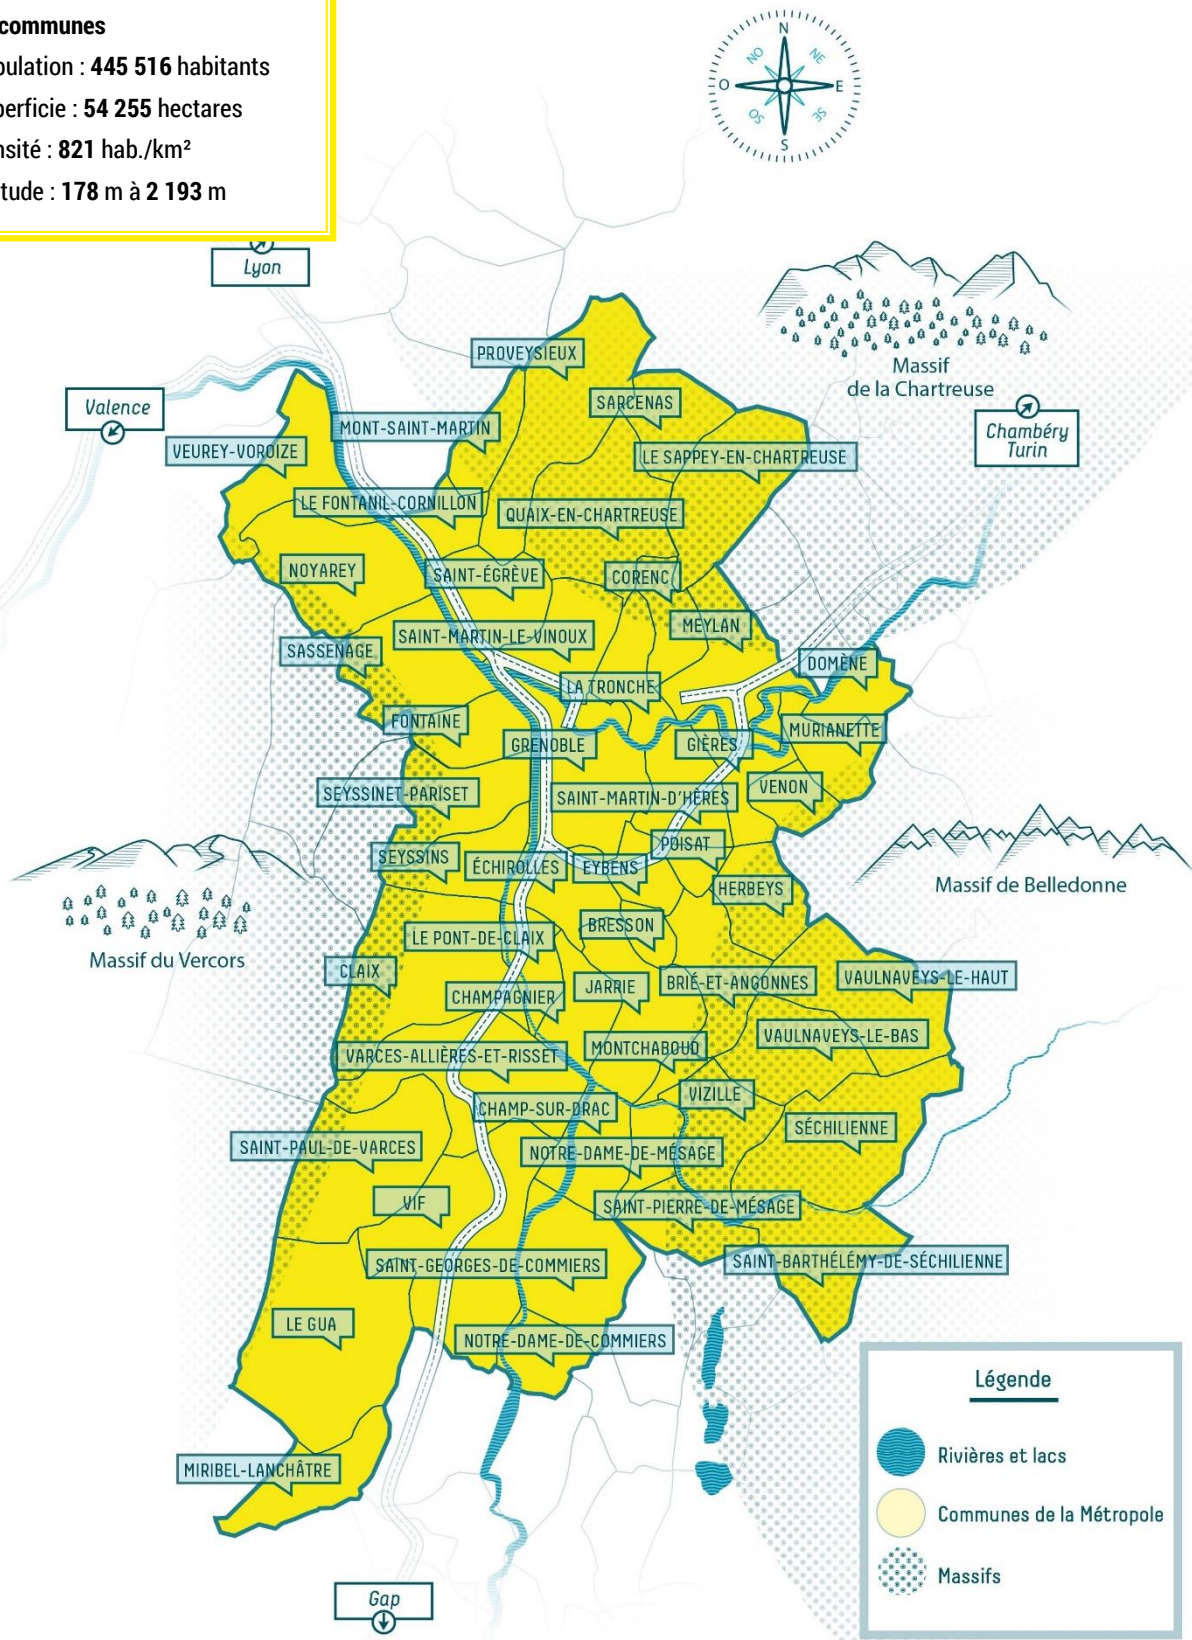 communes
445 516 habitants
54 255 hectares
821 hab./km²
178 m à 2 193 m
N
NO
NE
O
E
SO
SE
S
Lyon
Massif
de la Chartreuse
Valence
Chambéry
Turin
PROVEYSIEUX
SARCENAS
MONT-SAINT-MARTIN
VEUREY-VOROIZE
LE SAPPEY-EN-CHARTREUSE
LE FONTANIL-CORNILLON
QUAIX-EN-CHARTREUSE
NOYAREY
SAINT-ÉGRÈVE
CORENC
SAINT-MARTIN-LE-VINOUX
MEYLAN
SASSENAGE
DOMÈNE
LA TRONCHE
FONTAINE
MURIANETTE
GRENOBLE
GIÈRES
SEYSSINET-PARISET
SAINT-MARTIN-D'HÈRES
VENON
SEYSSINS
ÉCHIROLLES
EYBENS
POISAT
HERBEYS
Massif de Belledonne
BRESSON
LE PONT-DE-CLAIX
Massif du Vercors
CLAIX
CHAMPAGNIER
JARRIE
BRIÉ-ET-ANGONNES
VAULNAVEYS-LE-HAUT
VAULNAVEYS-LE-BAS
VARCES-ALLIÈRES-ET-RISSET
MONTCHABOUD
VIZILLE
CHAMP-SUR-DRAC
SÉCHILIENNE
SAINT-PAUL-DE-VARCES
NOTRE-DAME-DE-MÉSAGE
VIF
SAINT-PIERRE-DE-MÉSAGE
SAINT-GEORGES-DE-COMMIERS
SAINT-BARTHÉLÉMY-DE-SÉCHILIENNE
LE GUA
NOTRE-DAME-DE-COMMIERS
MIRIBEL-LANCHÂTRE
Gap
Légende
Rivières et lacs
Communes de la Métropole
Massifs